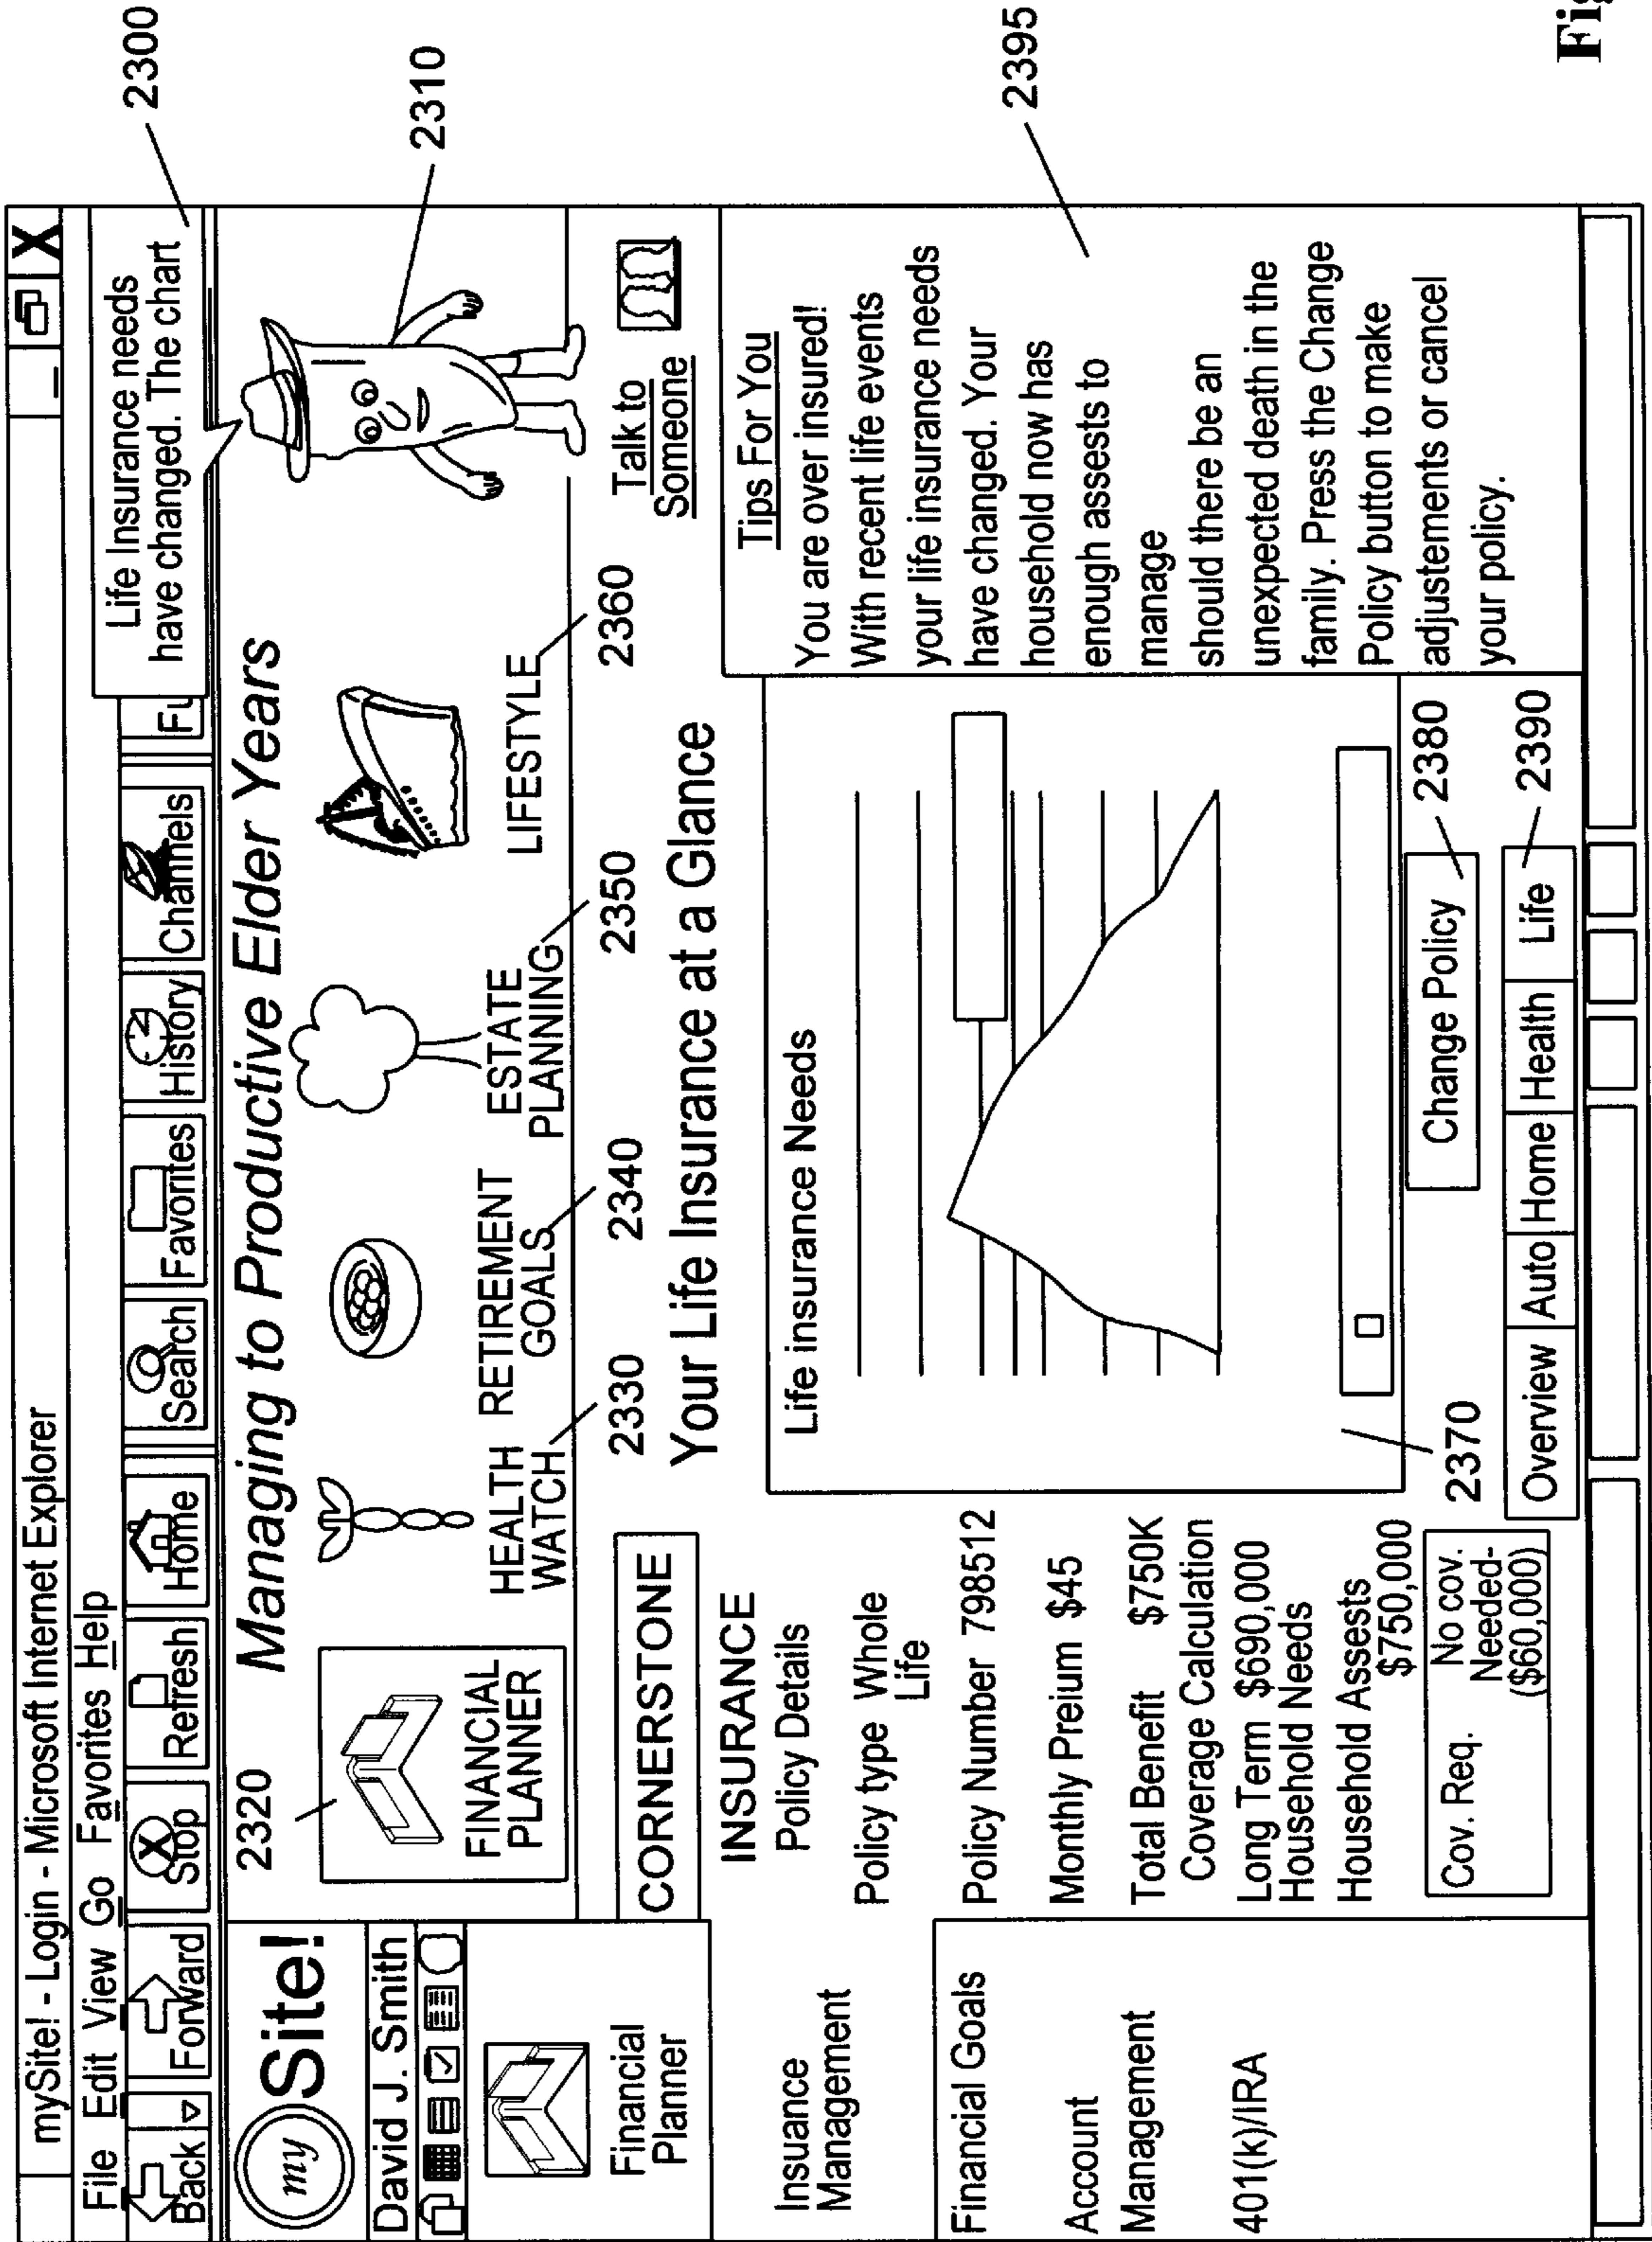 mySite! - Login - Microsoft Internet Explorer
_ X
File Edit View Go Favorites Help
Back Forward Stop Refresh Home Search Favorites History Channels Fu
Life Insurance needs
have changed. The chart
2300
my Site!
David J. Smith
Financial
Planner
2320
Managing to Productive Elder Years
FINANCIAL
PLANNER
HEALTH
WATCH
RETIREMENT
GOALS
ESTATE
PLANNING
LIFESTYLE
2310
2330
2340
2350
2360
Talk to
Someone
Insuance
Management
Financial Goals
Account
Management
401(k)/IRA
CORNERSTONE
INSURANCE
Policy Details
Policy type Whole
Life
Policy Number 798512
Monthly Preium $45
Total Benefit $750K
Coverage Calculation
Long Term $690,000
Household Needs
Household Assests
$750,000
Cov. Req. No cov.
Needed-
($60,000)
Your Life Insurance at a Glance
Life insurance Needs
2370
Change Policy
2380
Overview Auto Home Health Life
2390
Tips For You
You are over insured!
With recent life events
your life insurance needs
have changed. Your
household now has
enough assests to
manage
should there be an
unexpected death in the
family. Press the Change
Policy button to make
adjustements or cancel
your policy.
2395